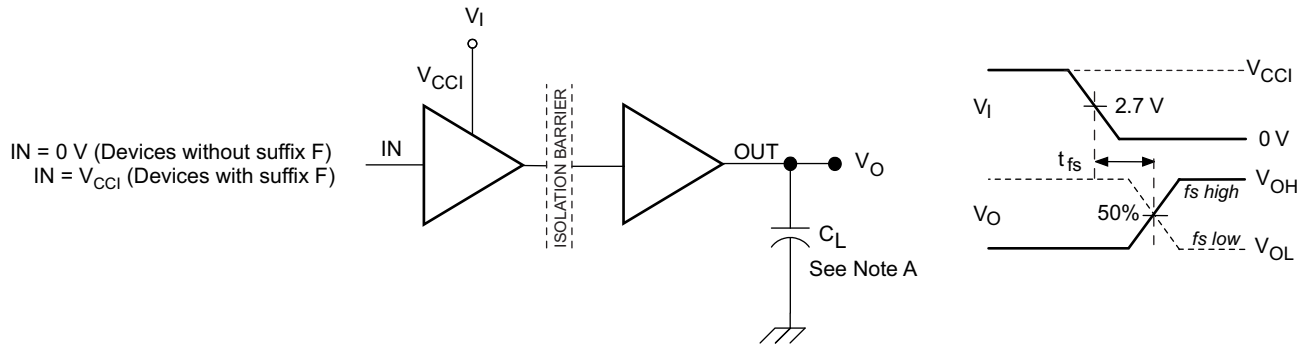 V_I
V_CCI
IN = 0 V (Devices without suffix F)
IN = V_CCI (Devices with suffix F)
IN
ISOLATION BARRIER
OUT
V_O
C_L
See Note A
V_I
V_CCI
2.7 V
0 V
t_fs
V_O
50%
fs high
V_OH
fs low
V_OL